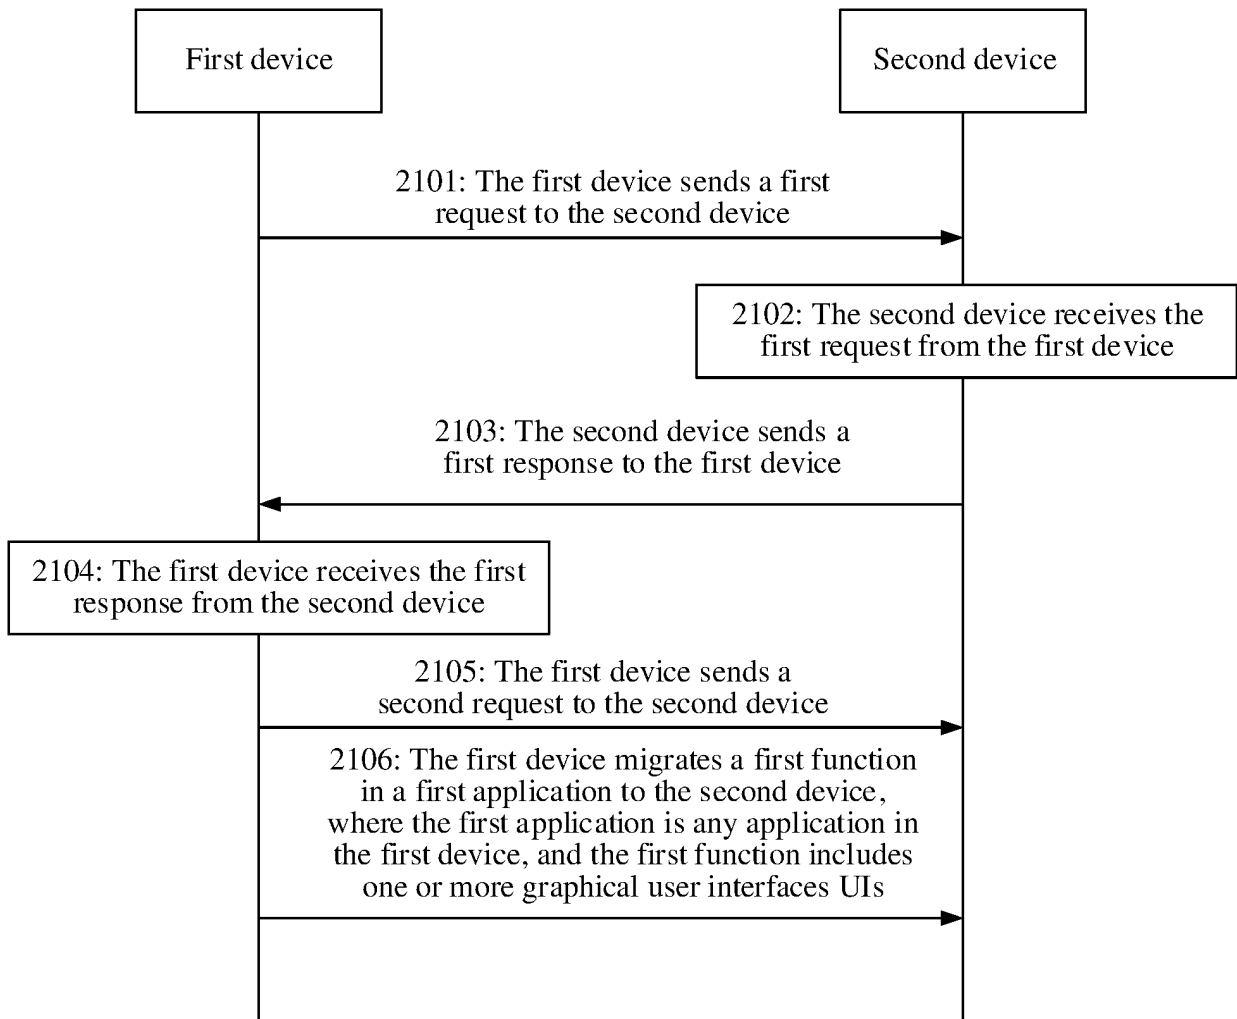 First device
Second device
2101: The first device sends a first
request to the second device
2102: The second device receives the
first request from the first device
2103: The second device sends a
first response to the first device
2104: The first device receives the first
response from the second device
2105: The first device sends a
second request to the second device
2106: The first device migrates a first function
in a first application to the second device,
where the first application is any application in
the first device, and the first function includes
one or more graphical user interfaces UIs